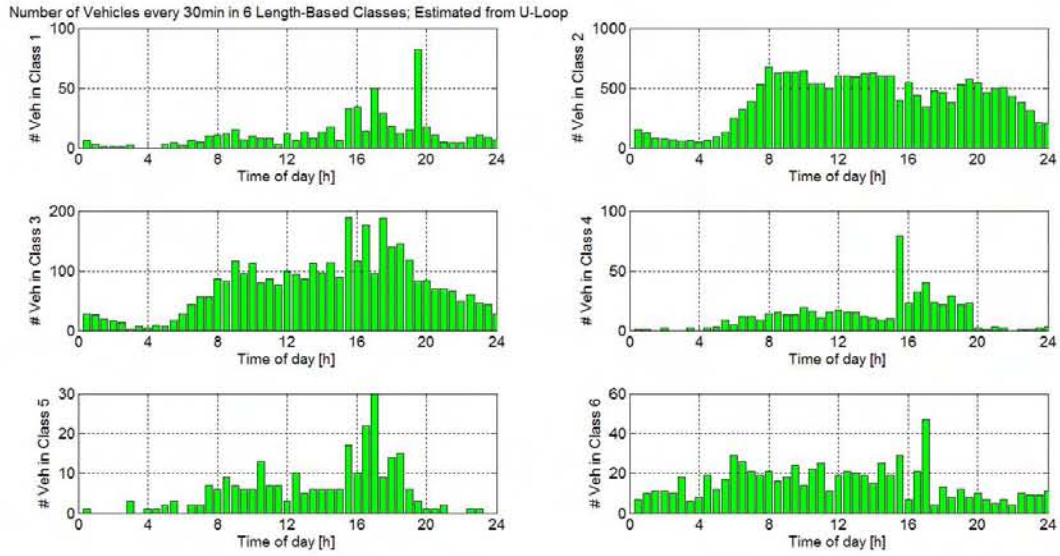 Number of Vehicles every 30min in 6 Length-Based Classes; Estimated from U-Loop
# Veh in Class 1
100
50
0
0 4 8 12 16 20 24
Time of day [h]
# Veh in Class 2
1000
500
0
0 4 8 12 16 20 24
Time of day [h]
# Veh in Class 3
200
100
0
0 4 8 12 16 20 24
Time of day [h]
# Veh in Class 4
100
50
0
0 4 8 12 16 20 24
Time of day [h]
# Veh in Class 5
30
20
10
0
0 4 8 12 16 20 24
Time of day [h]
# Veh in Class 6
60
40
20
0
0 4 8 12 16 20 24
Time of day [h]